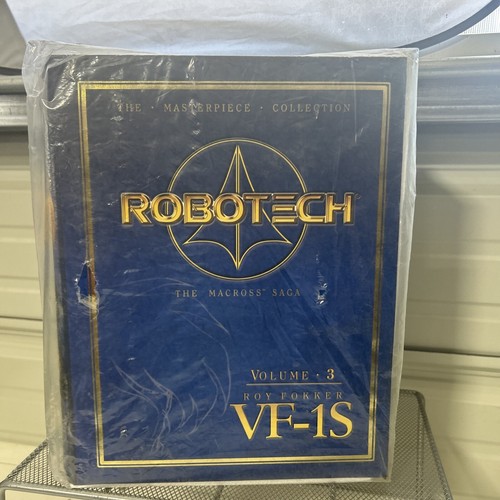 THE · MASTERPIECE · COLLECTION
ROBOTECH
THE MACROSS SAGA
VOLUME · 3
ROY FOKKER
VF-1S